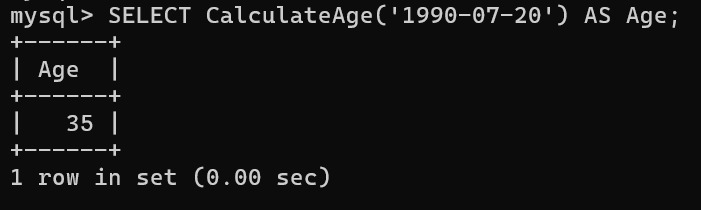 mysql> SELECT CalculateAge('1990-07-20') AS Age;
+------+
| Age  |
+------+
|   35 |
+------+
1 row in set (0.00 sec)